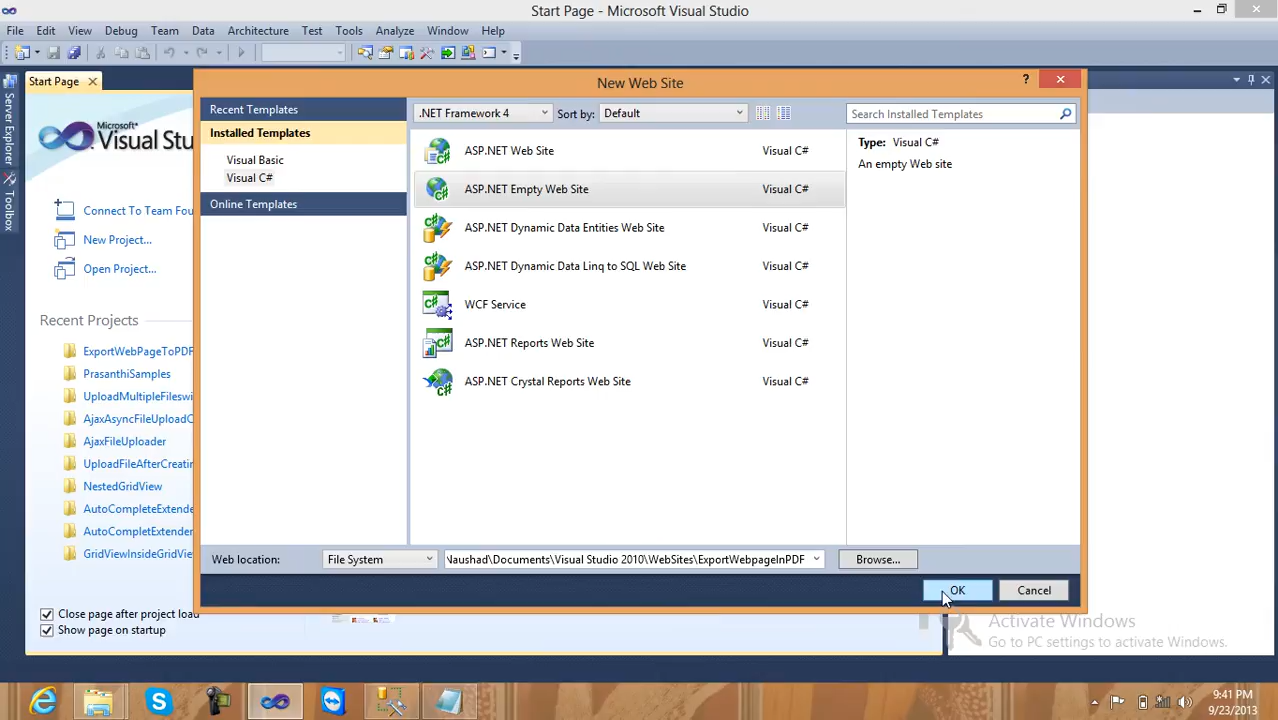 Start Page - Microsoft Visual Studio
File Edit View Debug Team Data Architecture Test Tools Analyze Window Help
Start Page
Server Explorer
Toolbox
Microsoft®
Visual Stu
Connect To Team Fou
New Project...
Open Project...
Recent Projects
ExportWebPageToPDF
PrasanthiSamples
UploadMultipleFileswi
AjaxAsyncFileUploadC
AjaxFileUploader
UploadFileAfterCreatin
NestedGridView
AutoCompleteExtende
AutoCompleteExtender
GridViewInsideGridVie
Close page after project load
Show page on startup
New Web Site
?
Recent Templates
Installed Templates
Visual Basic
Visual C#
Online Templates
.NET Framework 4
Sort by: Default
Search Installed Templates
ASP.NET Web Site Visual C#
ASP.NET Empty Web Site Visual C#
ASP.NET Dynamic Data Entities Web Site Visual C#
ASP.NET Dynamic Data Linq to SQL Web Site Visual C#
WCF Service Visual C#
ASP.NET Reports Web Site Visual C#
ASP.NET Crystal Reports Web Site Visual C#
Type: Visual C#
An empty Web site
Web location: File System Naushad\Documents\Visual Studio 2010\WebSites\ExportWebpageInPDF Browse...
OK Cancel
Activate Windows
Go to PC settings to activate Windows.
9:41 PM
9/23/2013